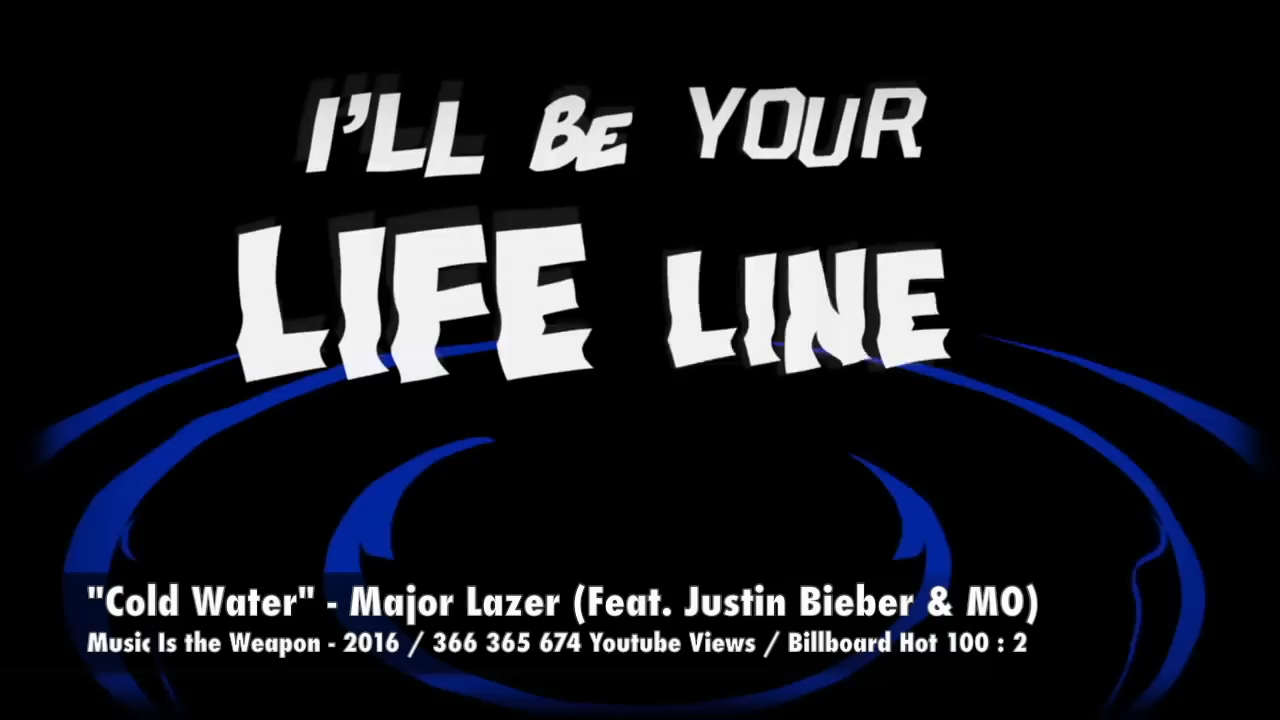 I'LL BE YOUR
LIFE LINE
"Cold Water" - Major Lazer (Feat. Justin Bieber & MO)
Music Is the Weapon - 2016 / 366 365 674 Youtube Views / Billboard Hot 100 : 2